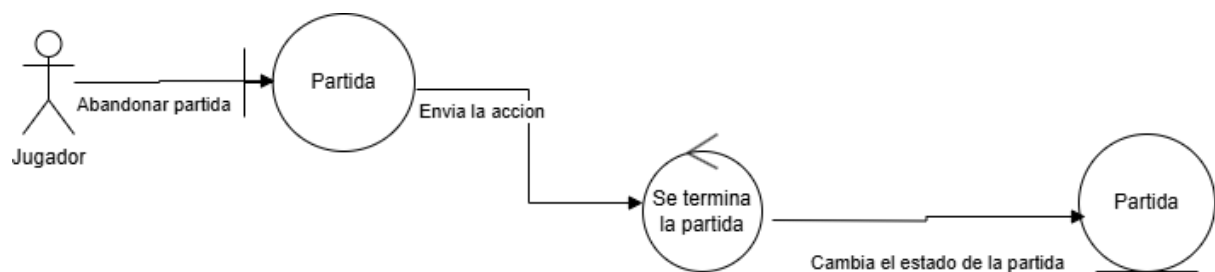 Jugador
Abandonar partida
Partida
Envia la accion
Se termina
la partida
Cambia el estado de la partida
Partida